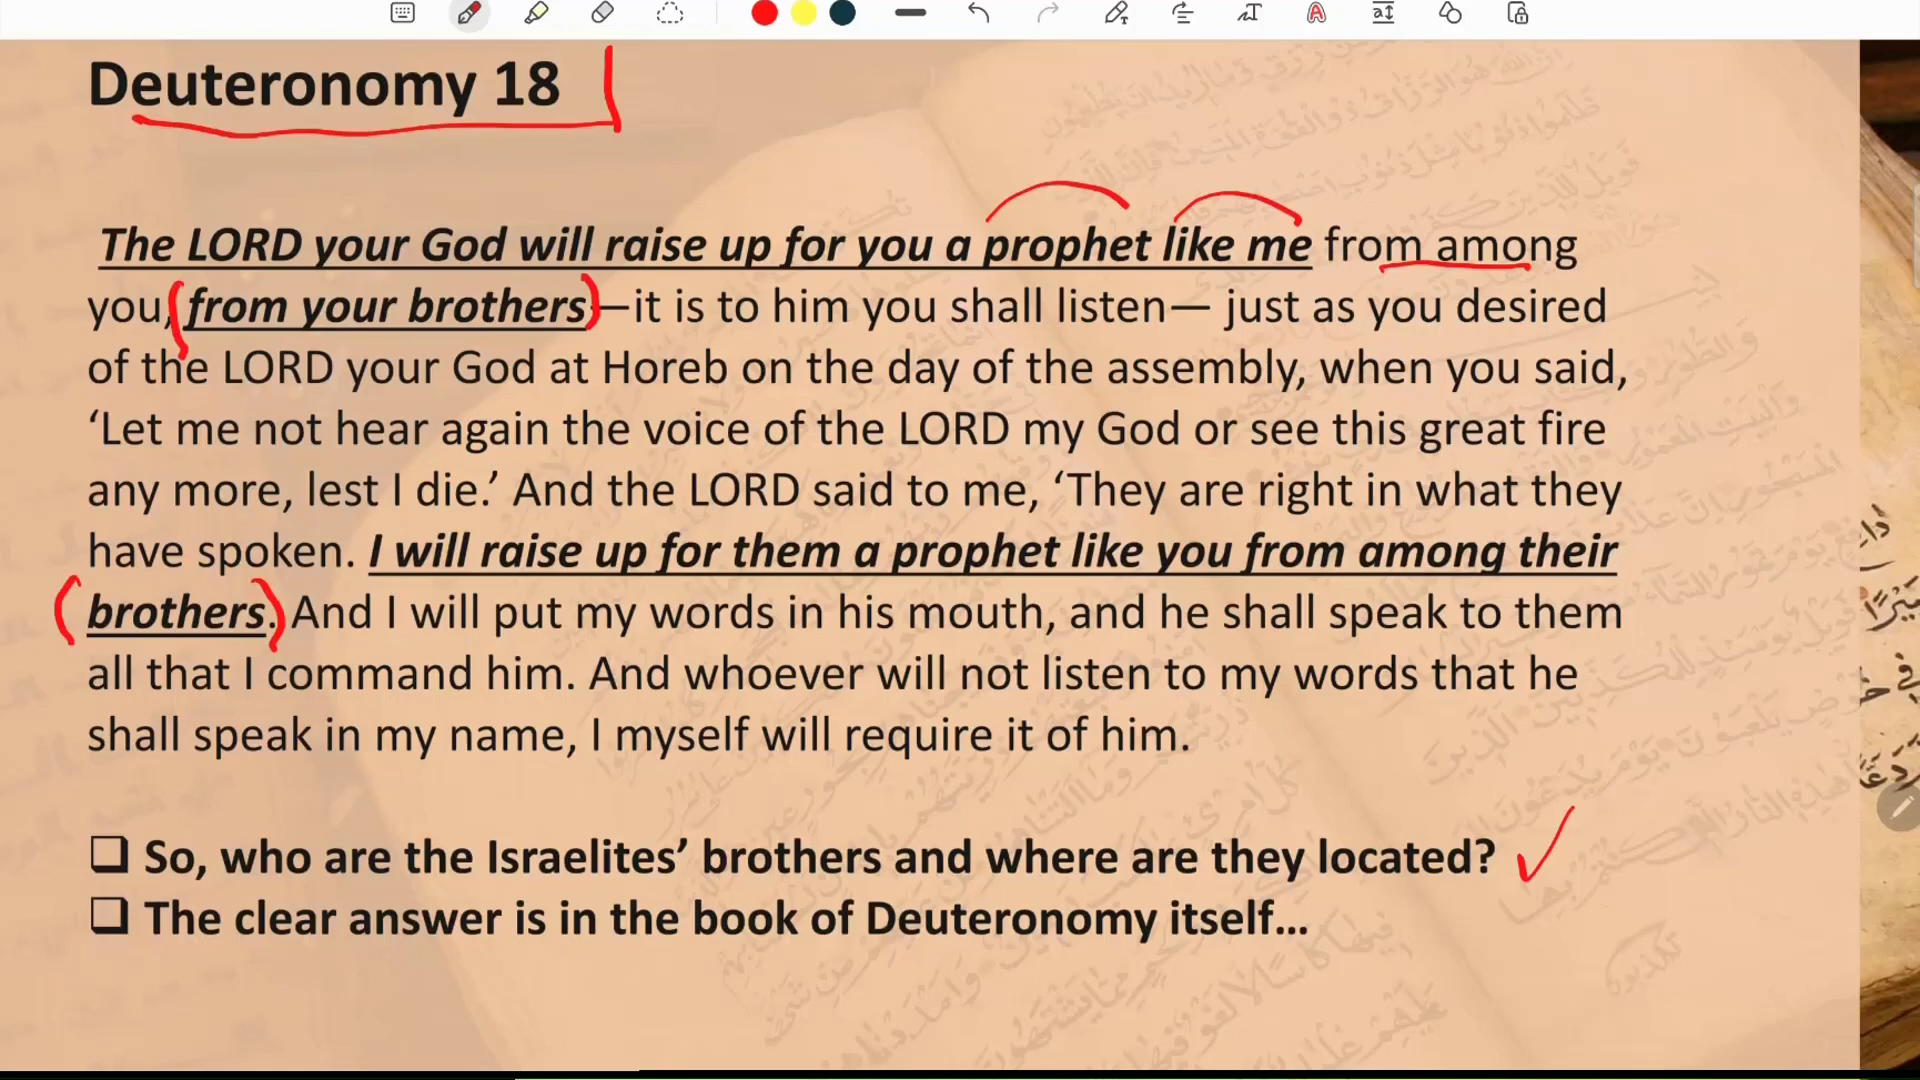 Deuteronomy 18
The LORD your God will raise up for you a prophet like me from among
you, from your brothers—it is to him you shall listen— just as you desired
of the LORD your God at Horeb on the day of the assembly, when you said,
‘Let me not hear again the voice of the LORD my God or see this great fire
any more, lest I die.’ And the LORD said to me, ‘They are right in what they
have spoken. I will raise up for them a prophet like you from among their
brothers. And I will put my words in his mouth, and he shall speak to them
all that I command him. And whoever will not listen to my words that he
shall speak in my name, I myself will require it of him.
❑ So, who are the Israelites’ brothers and where are they located?
❑ The clear answer is in the book of Deuteronomy itself...